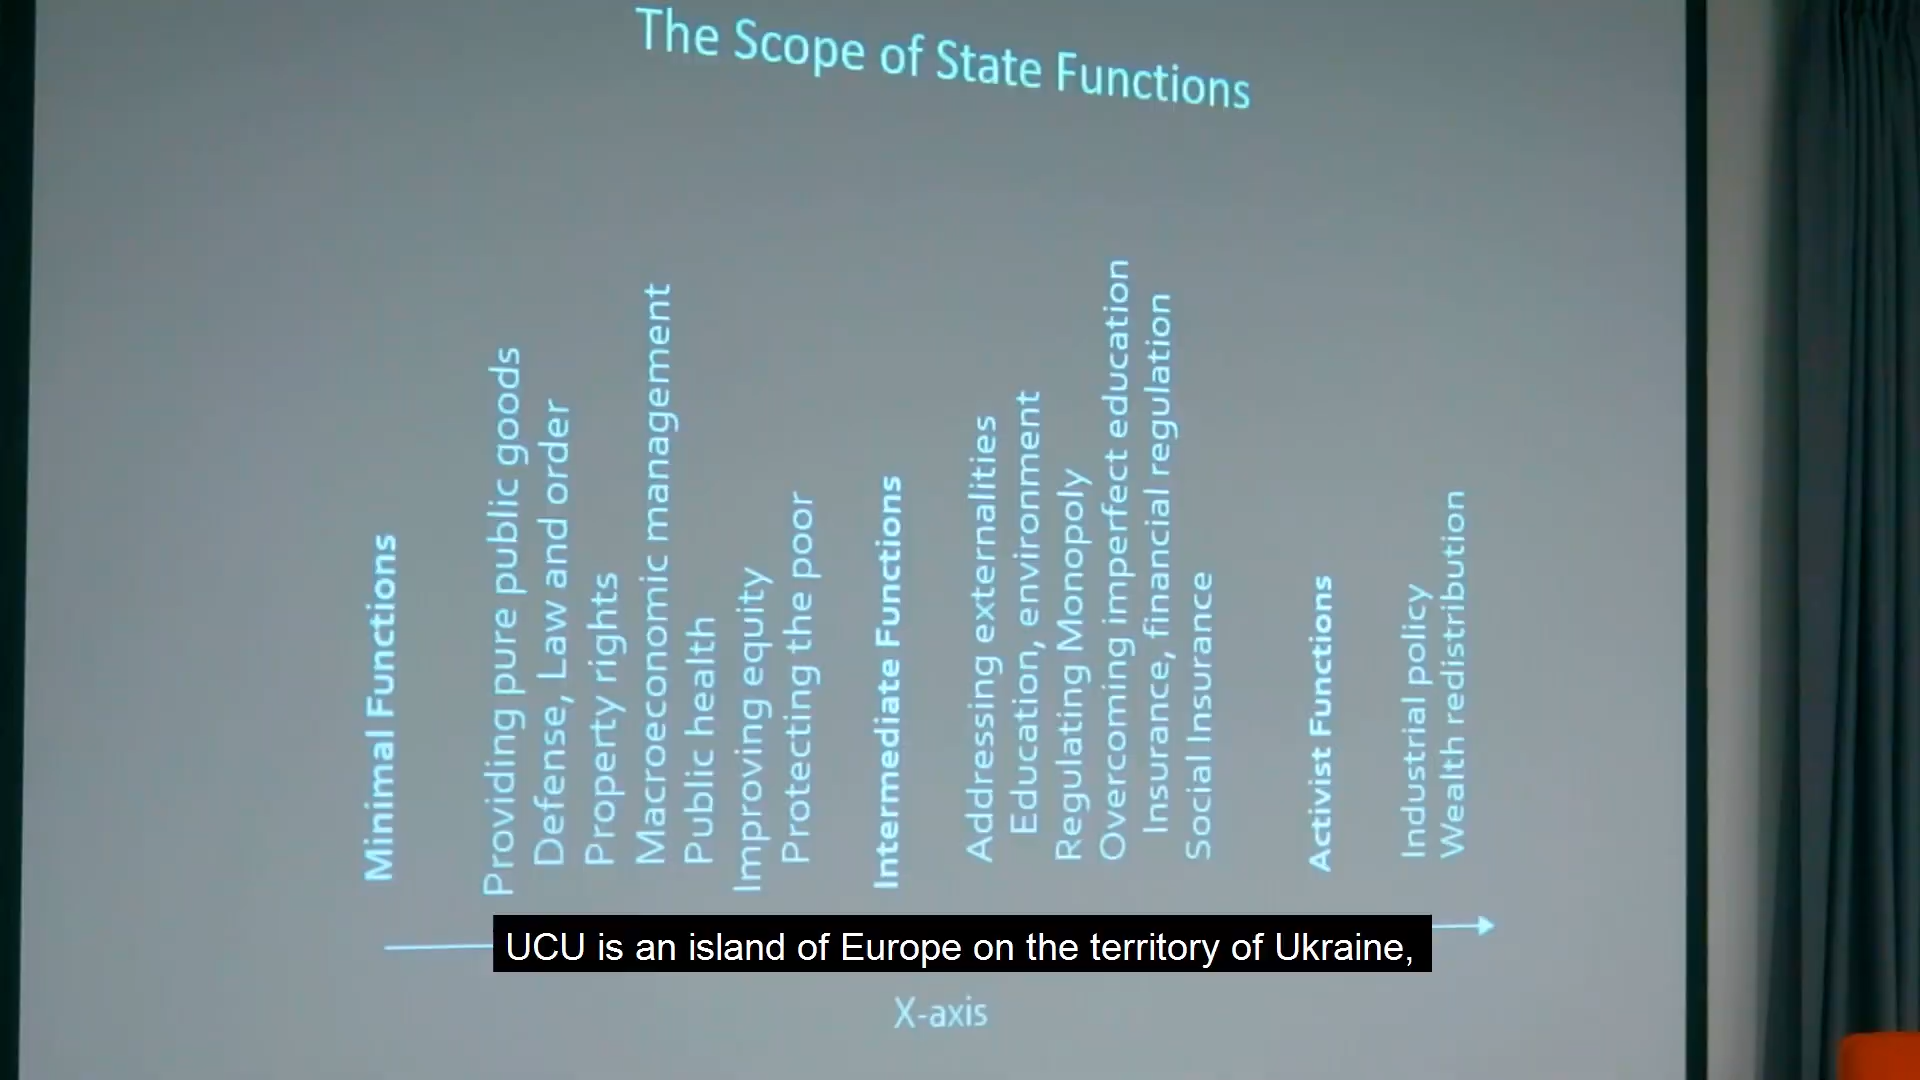 The Scope of State Functions
Minimal Functions
Providing pure public goods
Defense, Law and order
Property rights
Macroeconomic management
Public health
Improving equity
Protecting the poor
Intermediate Functions
Addressing externalities
Education, environment
Regulating Monopoly
Overcoming imperfect education
Insurance, financial regulation
Social Insurance
Activist Functions
Industrial policy
Wealth redistribution
UCU is an island of Europe on the territory of Ukraine,
X-axis